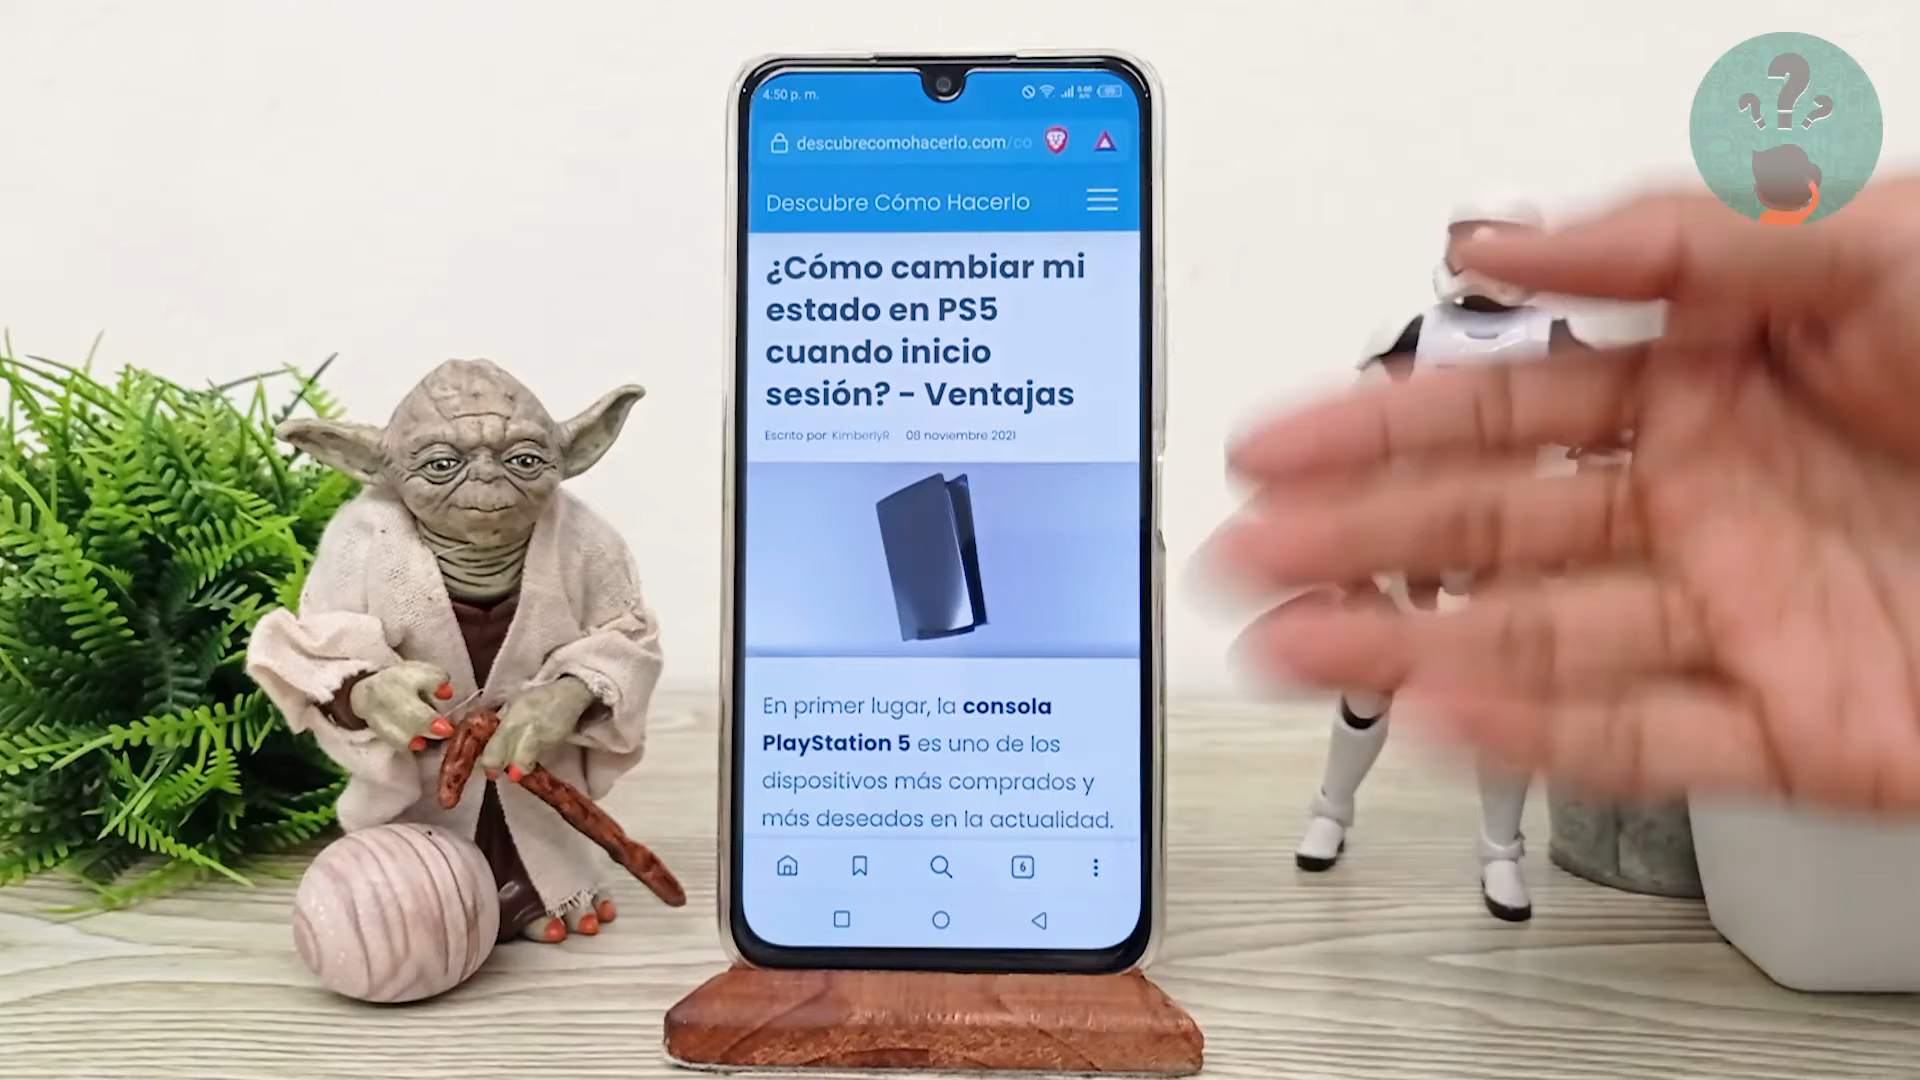 4:50 p. m.
descubrecomohacerlo.com/co
Descubre Cómo Hacerlo
¿Cómo cambiar mi
estado en PS5
cuando inicio
sesión? - Ventajas
Escrito por: KimberlyR 08 noviembre 2021
En primer lugar, la consola
PlayStation 5 es uno de los
dispositivos más comprados y
más deseados en la actualidad.
6